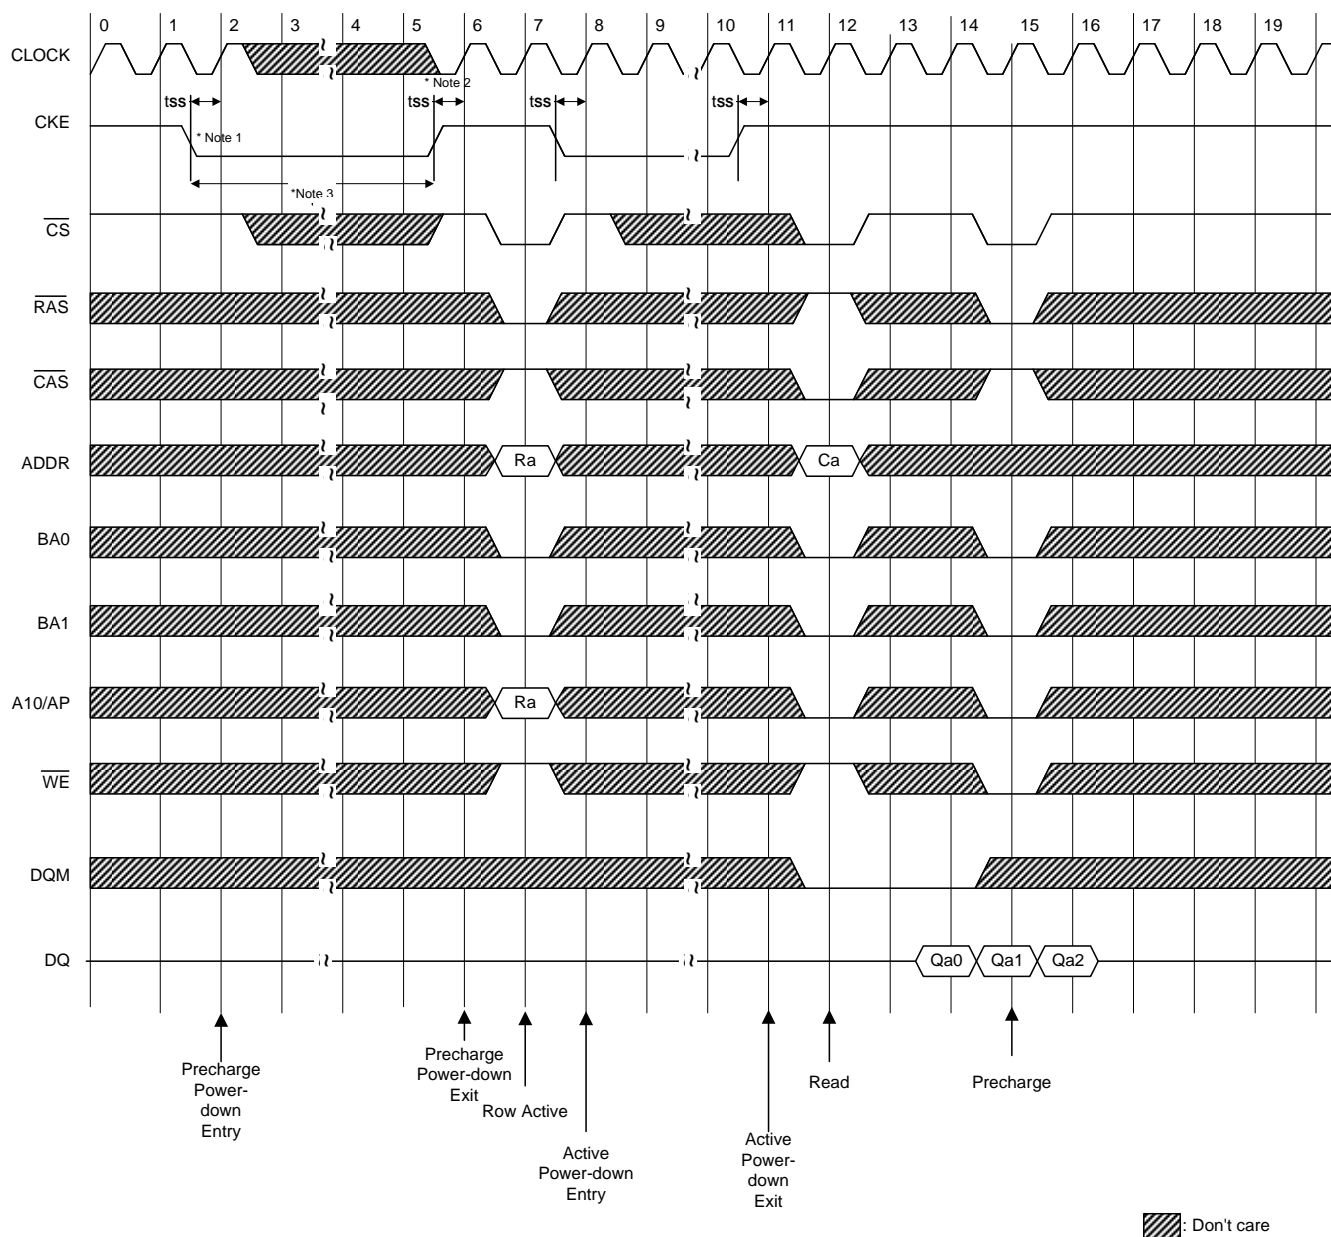 0 1 2 3 4 5 6 7 8 9 10 11 12 13 14 15 16 17 18 19
CLOCK
* Note 2
tss tss tss tss
CKE
* Note 1
*Note 3
CS
RAS
CAS
ADDR Ra Ca
BA0
BA1
A10/AP Ra
WE
DQM
DQ Qa0 Qa1 Qa2
Precharge
Power-
down
Entry
Precharge
Power-down
Exit
Row Active
Active
Power-down
Entry
Active
Power-
down
Exit
Read
Precharge
: Don't care